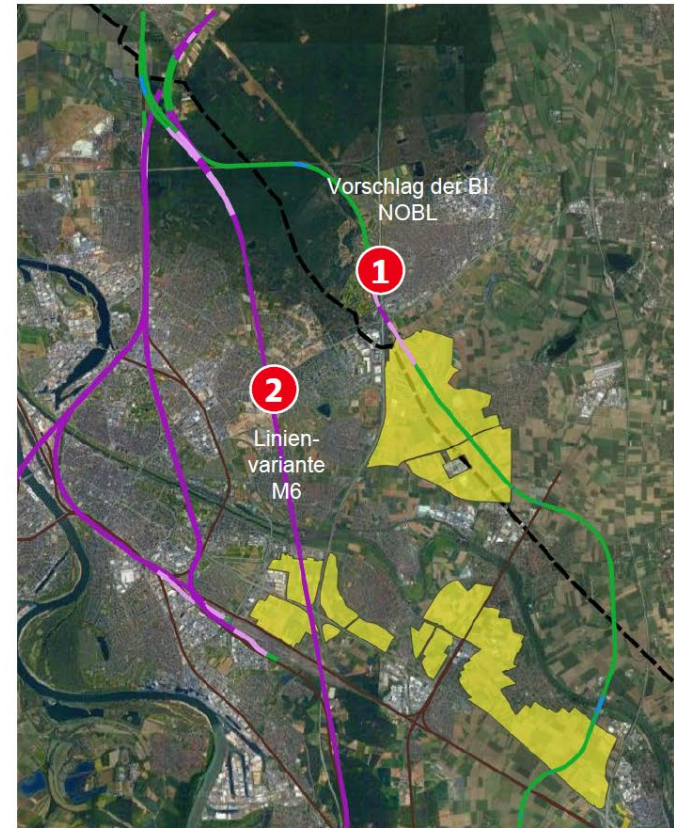 Vorschlag der BI
NOBL
1
2
Linien-
variante
M6